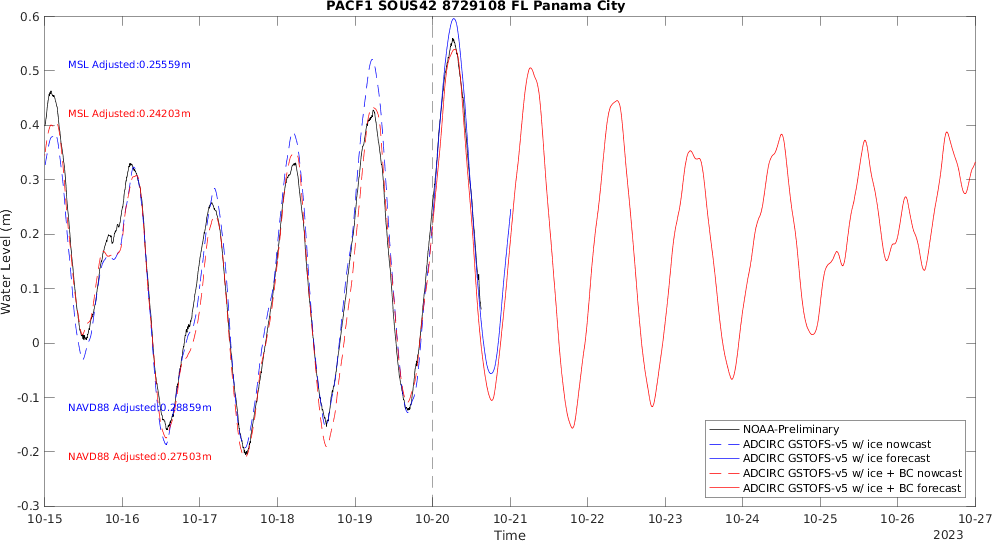 PACF1 SOUS42 8729108 FL Panama City
0.6
0.5
0.4
0.3
0.2
0.1
0
-0.1
-0.2
-0.3
Water Level (m)
MSL Adjusted:0.25559m
MSL Adjusted:0.24203m
NAVD88 Adjusted:0.28859m
NAVD88 Adjusted:0.27503m
NOAA-Preliminary
ADCIRC GSTOFS-v5 w/ ice nowcast
ADCIRC GSTOFS-v5 w/ ice forecast
ADCIRC GSTOFS-v5 w/ ice + BC nowcast
ADCIRC GSTOFS-v5 w/ ice + BC forecast
10-15 10-16 10-17 10-18 10-19 10-20 10-21 10-22 10-23 10-24 10-25 10-26 10-27
Time
2023